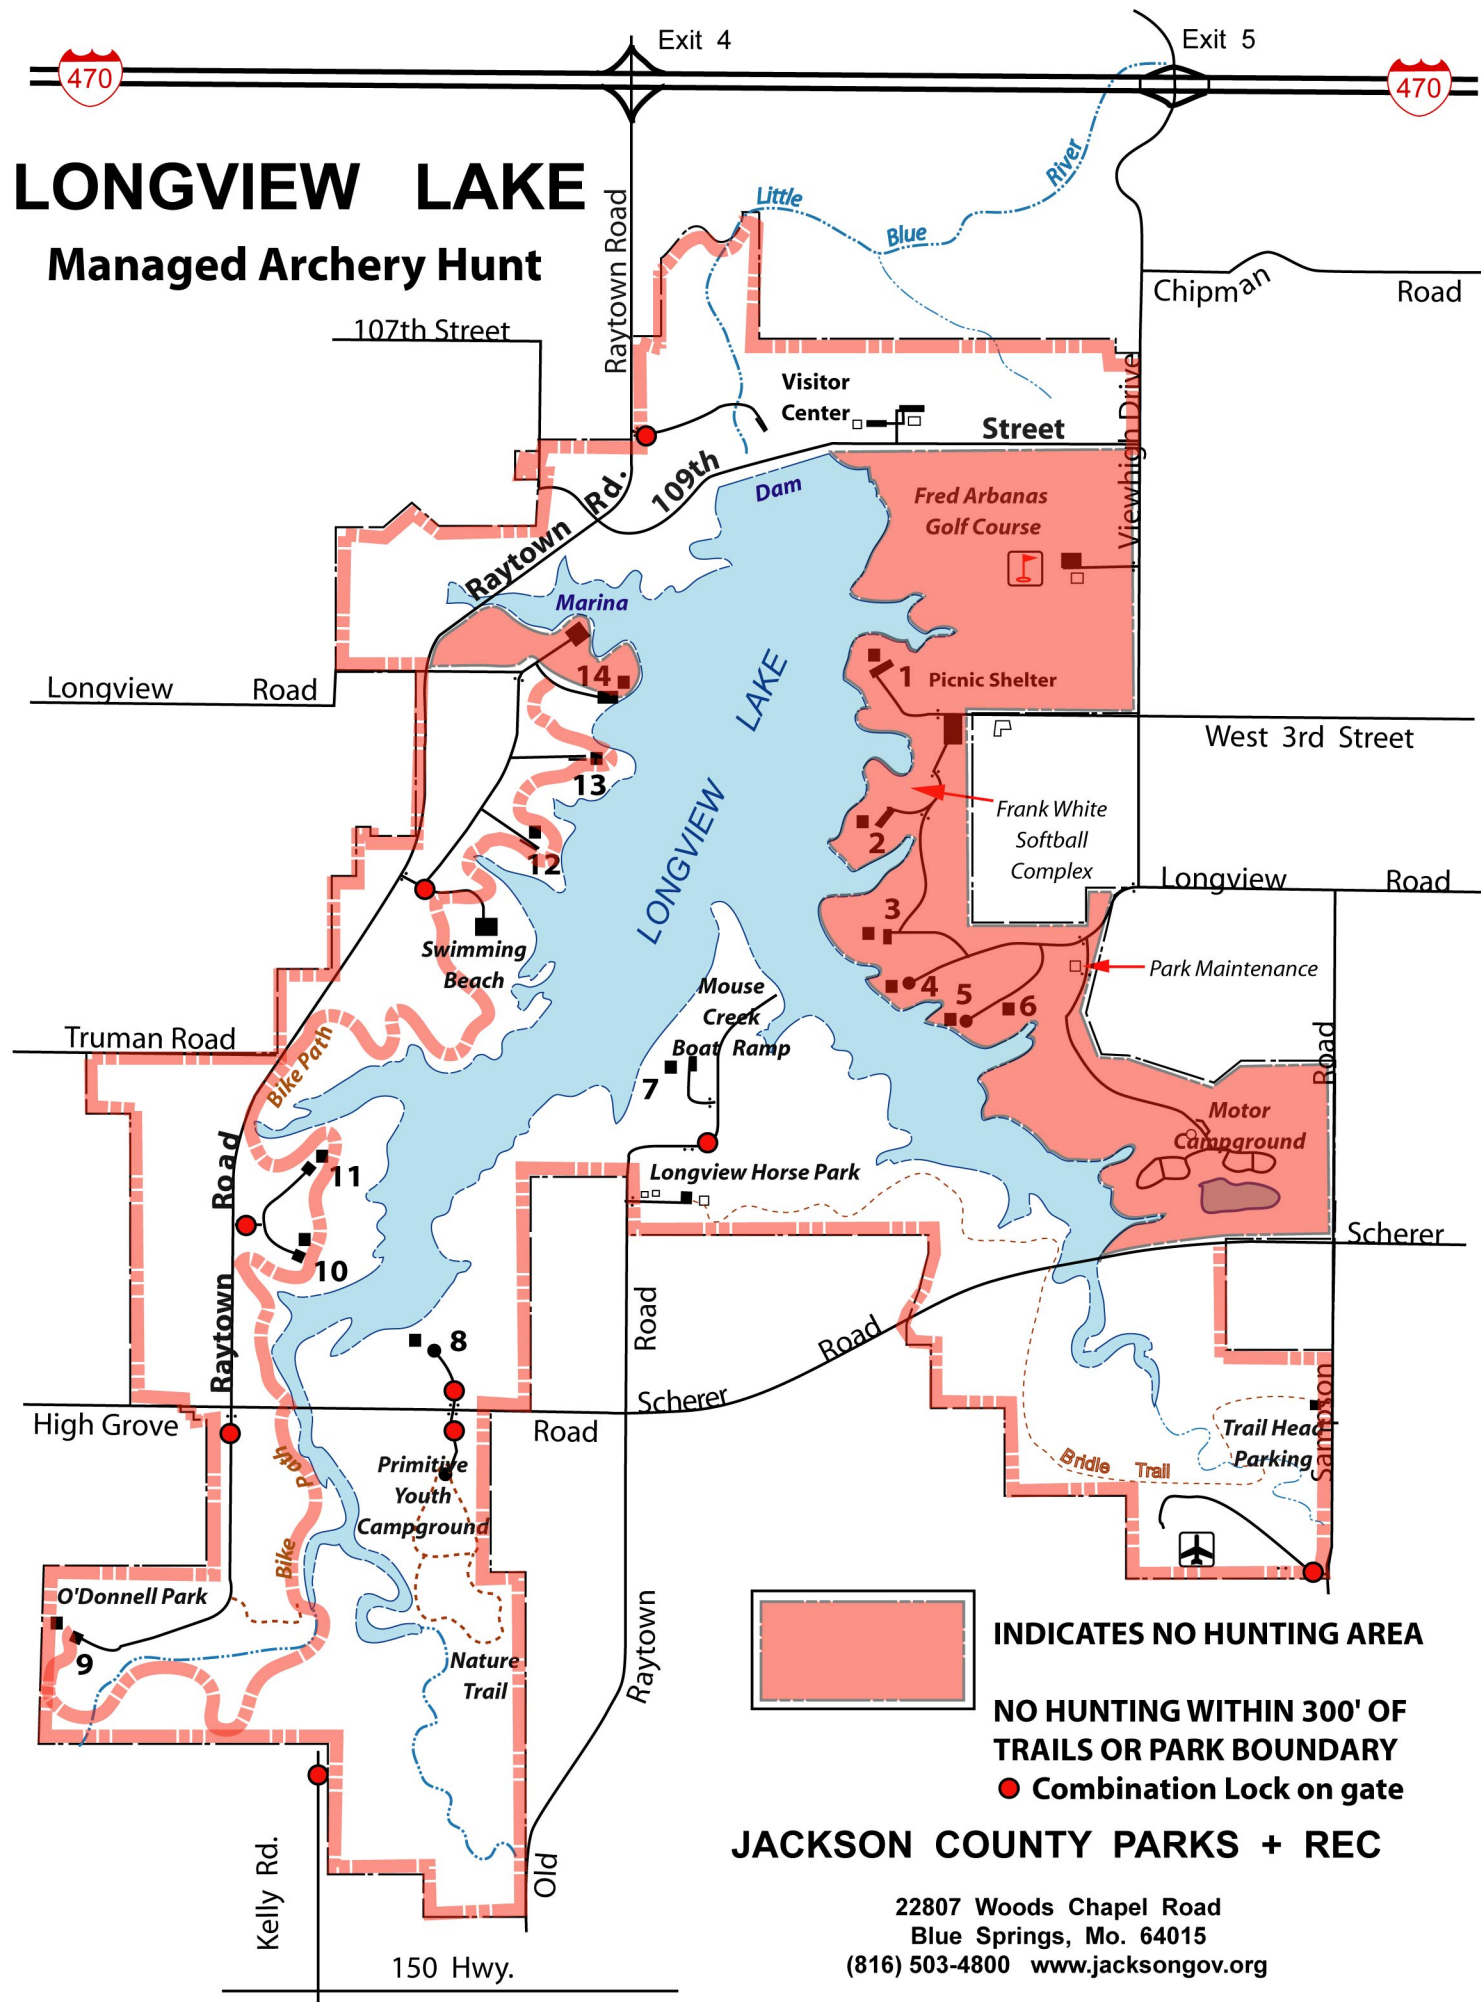 Exit 4
Exit 5
470
470
LONGVIEW LAKE
Managed Archery Hunt
Raytown Road
Little
Blue
River
Chipman Road
107th Street
Visitor
Center
Street
109th
Viewhigh Drive
Dam
Fred Arbanas
Golf Course
Raytown Rd.
Marina
Longview Road
14
1 Picnic Shelter
LONGVIEW LAKE
West 3rd Street
13
Frank White
Softball
Complex
2
12
Longview Road
3
Swimming
Beach
Park Maintenance
4
5
6
Mouse
Creek
Boat Ramp
7
Truman Road
Bike Path
Road
Motor
Campground
11
Longview Horse Park
Raytown Road
Scherer
10
Road
8
Road
Scherer
High Grove
Road
Bike Path
Primitive
Youth
Campground
Bridle Trail
Trail Head
Parking
Sampson
O'Donnell Park
9
Nature
Trail
Raytown
Old
Kelly Rd.
150 Hwy.
INDICATES NO HUNTING AREA
NO HUNTING WITHIN 300' OF
TRAILS OR PARK BOUNDARY
Combination Lock on gate
JACKSON COUNTY PARKS + REC
22807 Woods Chapel Road
Blue Springs, Mo. 64015
(816) 503-4800 www.jacksongov.org